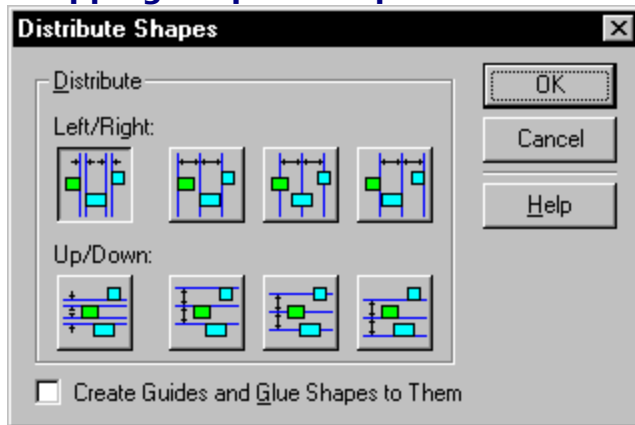 Distribute Shapes
Distribute
OK
Left/Right:
Cancel
Help
Up/Down:
Create Guides and Glue Shapes to Them